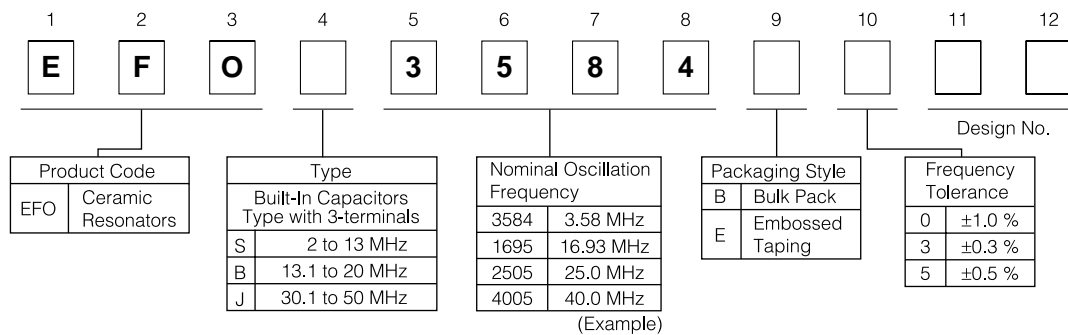 1 2 3 4 5 6 7 8 9 10 11 12
E F O 3 5 8 4
Design No.
Product Code
EFO Ceramic
Resonators
Type
Built-In Capacitors
Type with 3-terminals
S 2 to 13 MHz
B 13.1 to 20 MHz
J 30.1 to 50 MHz
Nominal Oscillation
Frequency
3584 3.58 MHz
1695 16.93 MHz
2505 25.0 MHz
4005 40.0 MHz
(Example)
Packaging Style
B Bulk Pack
E Embossed
Taping
Frequency
Tolerance
0 ±1.0 %
3 ±0.3 %
5 ±0.5 %